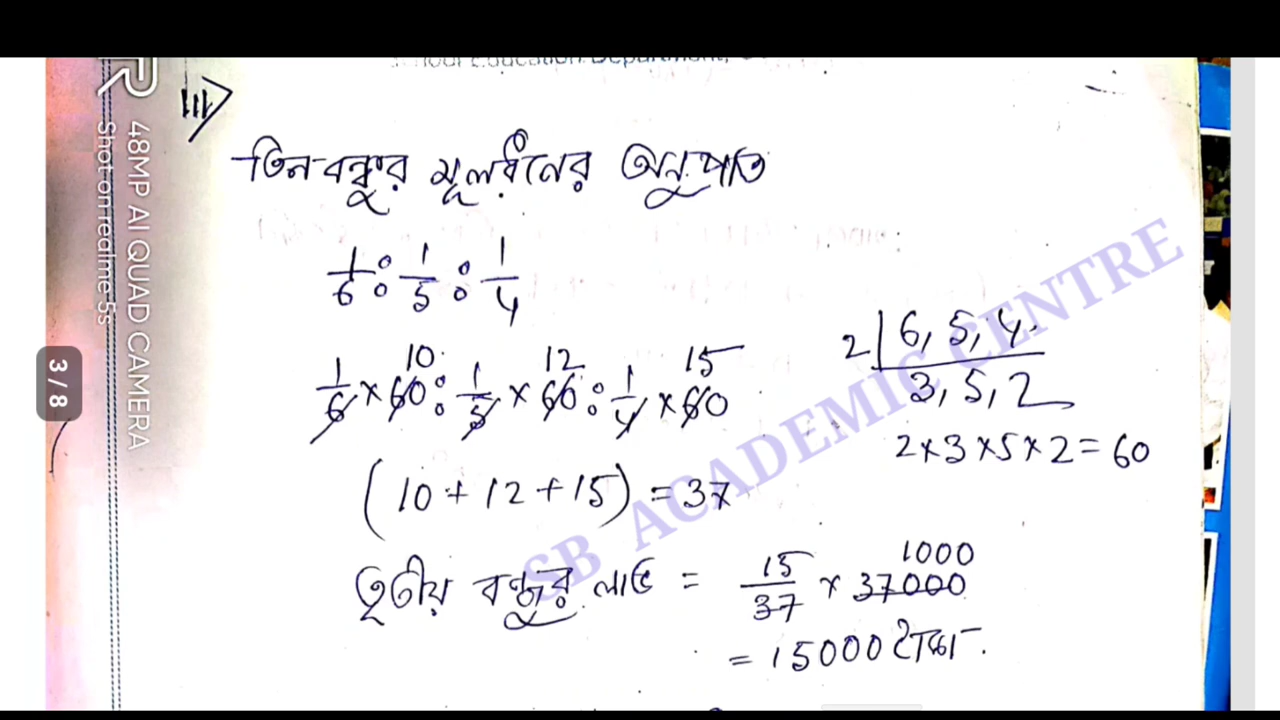 iii>
তিন বন্ধুর মূলধনের অনুপাত
1/6 : 1/5 : 1/4
1/6 × 60 10 : 1/5 × 60 12 : 1/4 × 60 15
2 | 6, 5, 4
3, 5, 2
2 × 3 × 5 × 2 = 60
(10 + 12 + 15) = 37
তৃতীয় বন্ধুর লাভ = 15/37 × 37000 1000
= 15000 টাকা
SB ACADEMIC CENTRE
48MP AI QUAD CAMERA
Shot on realme 5s
3 / 8